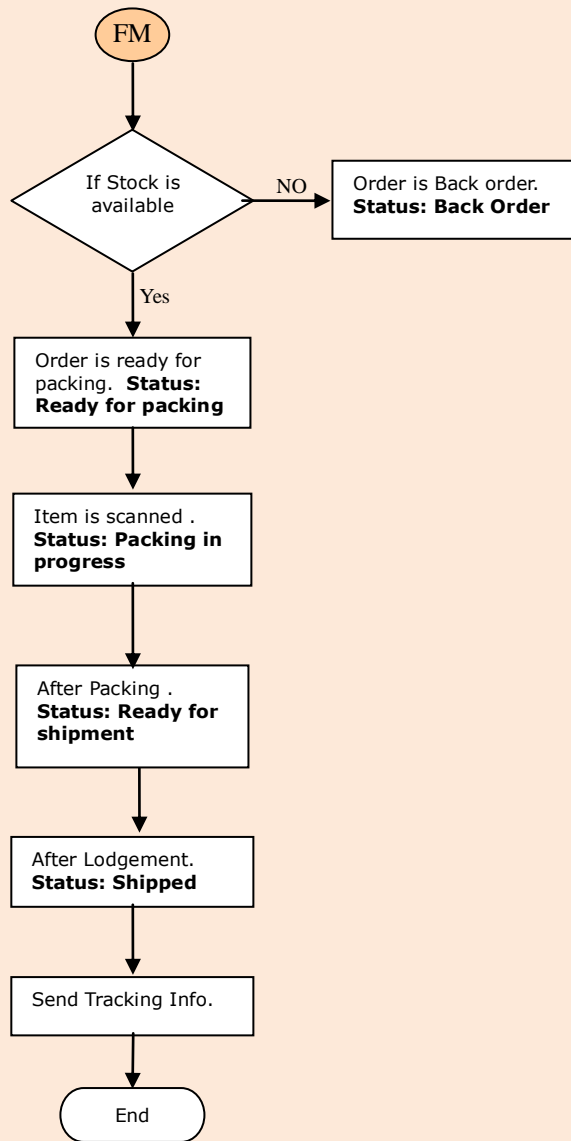 FM
If Stock is
available
NO
Order is Back order.
Status: Back Order
Yes
Order is ready for
packing. Status:
Ready for packing
Item is scanned .
Status: Packing in
progress
After Packing .
Status: Ready for
shipment
After Lodgement.
Status: Shipped
Send Tracking Info.
End